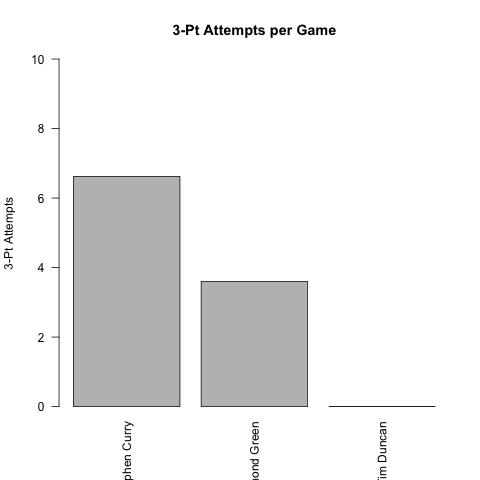 3-Pt Attempts per Game
10
8
6
4
2
0
3-Pt Attempts
phen Curry
nond Green
Tim Duncan